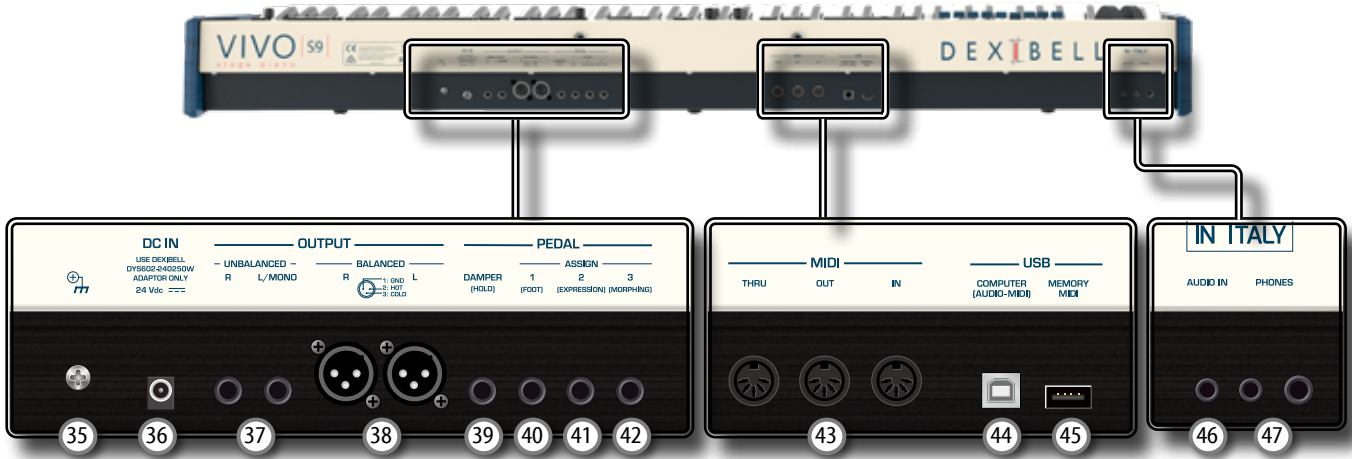 VIVO S9
stage piano
DEXIBELL
DC IN
USE DEXIBELL
DYS602-240250W
ADAPTOR ONLY
24 Vdc
OUTPUT
UNBALANCED
R L/MONO
BALANCED
R L
1: GND
2: HOT
3: COLD
PEDAL
DAMPER
(HOLD)
ASSIGN
1 2 3
(FOOT) (EXPRESSION) (MORPHING)
MIDI
THRU OUT IN
USB
COMPUTER
(AUDIO-MIDI)
MEMORY
MIDI
IN ITALY
AUDIO IN PHONES
35 36 37 38 39 40 41 42 43 44 45 46 47